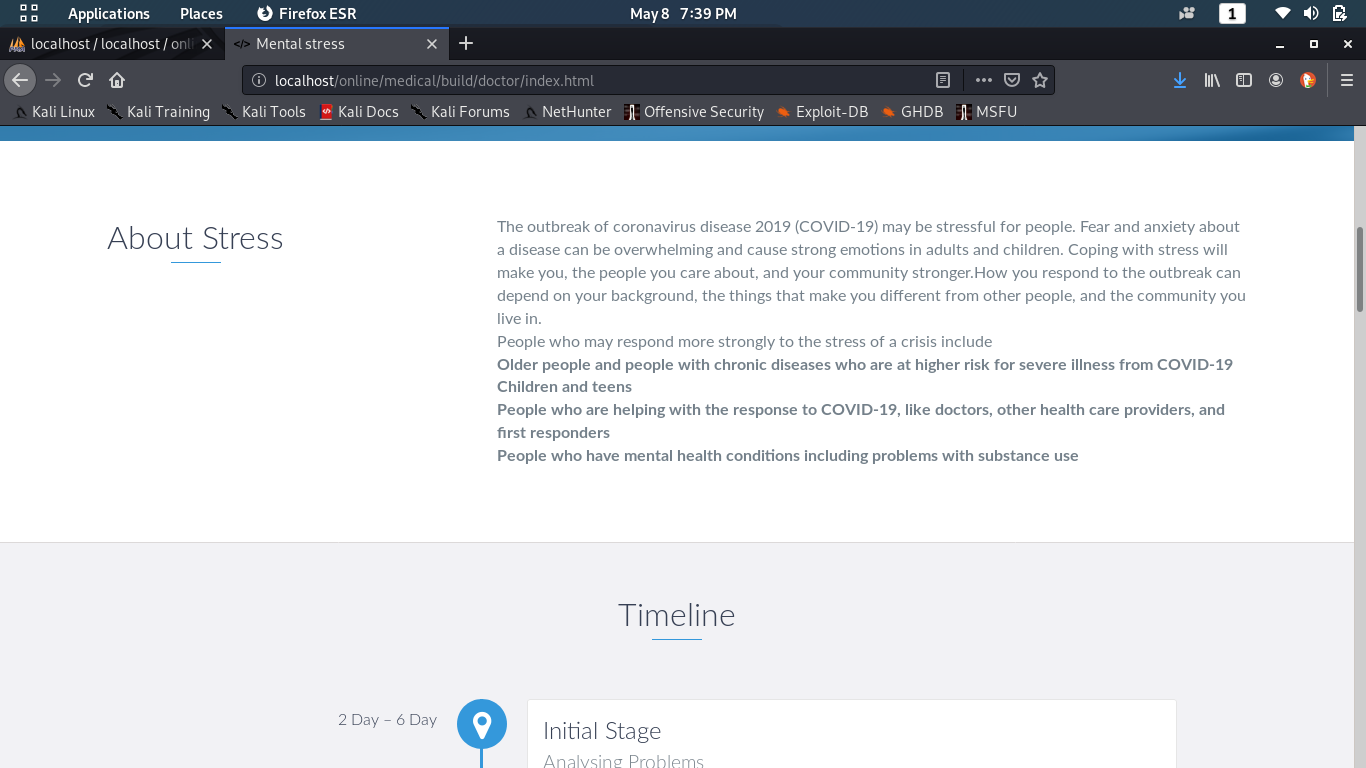 Applications Places Firefox ESR May 8 7:39 PM 1
localhost / localhost / onli Mental stress
localhost/online/medical/build/doctor/index.html
Kali Linux Kali Training Kali Tools Kali Docs Kali Forums NetHunter Offensive Security Exploit-DB GHDB MSFU
About Stress
The outbreak of coronavirus disease 2019 (COVID-19) may be stressful for people. Fear and anxiety about
a disease can be overwhelming and cause strong emotions in adults and children. Coping with stress will
make you, the people you care about, and your community stronger.How you respond to the outbreak can
depend on your background, the things that make you different from other people, and the community you
live in.
People who may respond more strongly to the stress of a crisis include
Older people and people with chronic diseases who are at higher risk for severe illness from COVID-19
Children and teens
People who are helping with the response to COVID-19, like doctors, other health care providers, and
first responders
People who have mental health conditions including problems with substance use
Timeline
2 Day – 6 Day
Initial Stage
Analysing Problems